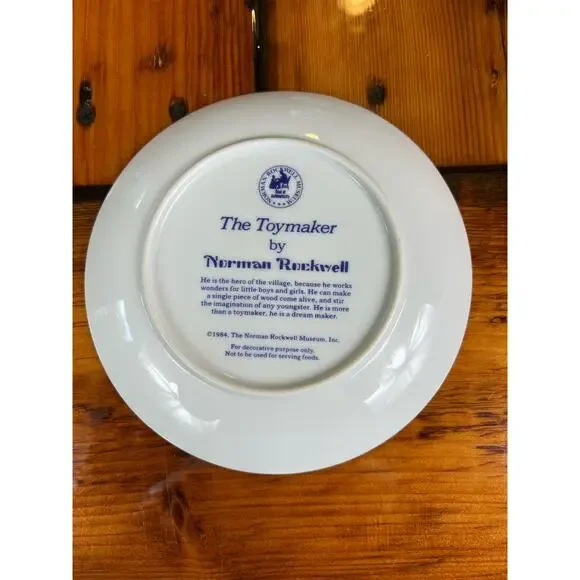 NORMAN ROCKWELL MUSEUM
The Toymaker
by
Norman Rockwell
He is the hero of the village, because he works
wonders for little boys and girls. He can make
a single piece of wood come alive, and stir
the imagination of any youngster. He is more
than a toymaker, he is a dream maker.
©1984, The Norman Rockwell Museum, Inc.
For decorative purpose only.
Not to be used for serving foods.